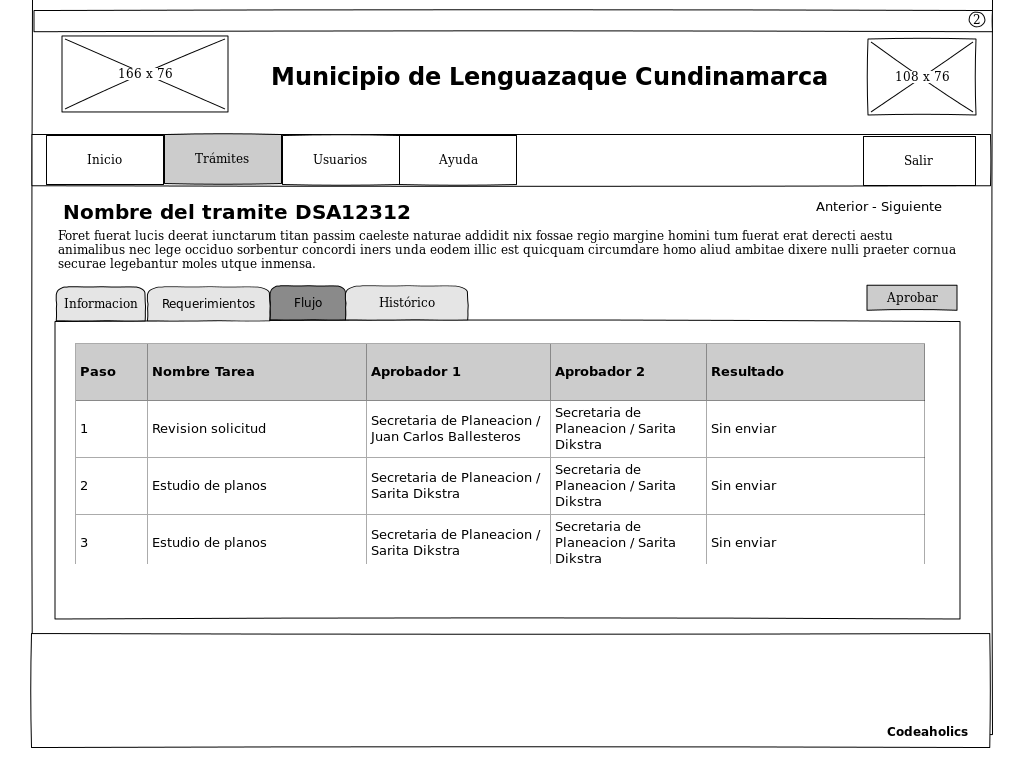 2
166 x 76
Municipio de Lenguazaque Cundinamarca
108 x 76
Inicio
Trámites
Usuarios
Ayuda
Salir
Nombre del tramite DSA12312
Anterior - Siguiente
Foret fuerat lucis deerat iunctarum titan passim caeleste naturae addidit nix fossae regio margine homini tum fuerat erat derecti aestu
animalibus nec lege occiduo sorbentur concordi iners unda eodem illic est quicquam circumdare homo aliud ambitae dixere nulli praeter cornua
securae legebantur moles utque inmensa.
Informacion
Requerimientos
Flujo
Histórico
Aprobar
Paso
Nombre Tarea
Aprobador 1
Aprobador 2
Resultado
1
Revision solicitud
Secretaria de Planeacion /
Juan Carlos Ballesteros
Secretaria de
Planeacion / Sarita
Dikstra
Sin enviar
2
Estudio de planos
Secretaria de Planeacion /
Sarita Dikstra
Secretaria de
Planeacion / Sarita
Dikstra
Sin enviar
3
Estudio de planos
Secretaria de Planeacion /
Sarita Dikstra
Secretaria de
Planeacion / Sarita
Dikstra
Sin enviar
Codeaholics